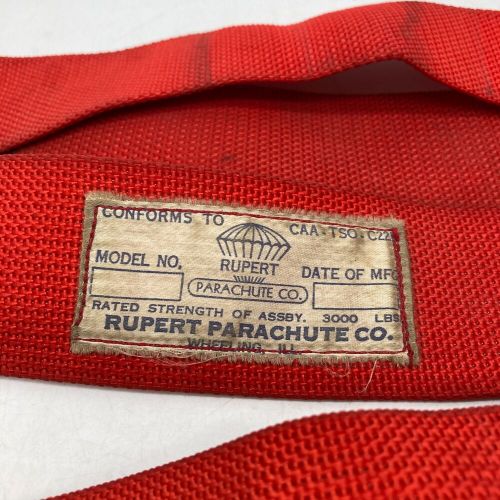 CONFORMS TO CAA-TSO-C22
RUPERT
PARACHUTE CO.
MODEL NO. DATE OF MFG
RATED STRENGTH OF ASSBY. 3000 LBS
RUPERT PARACHUTE CO.
WHEELING, ILL.